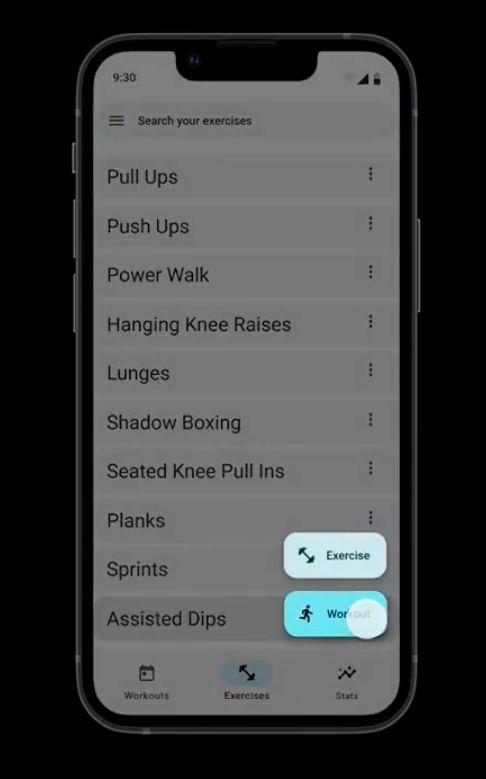 9:30
Search your exercises
Pull Ups
Push Ups
Power Walk
Hanging Knee Raises
Lunges
Shadow Boxing
Seated Knee Pull Ins
Planks
Exercise
Sprints
Workout
Assisted Dips
Workouts
Exercises
Stats